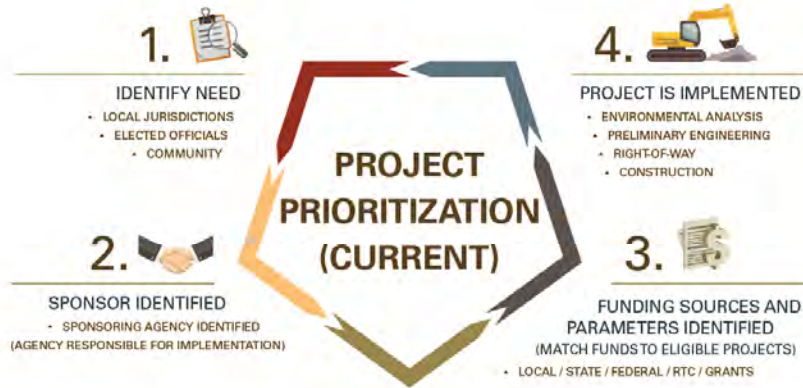 1.
IDENTIFY NEED
• LOCAL JURISDICTIONS
• ELECTED OFFICIALS
• COMMUNITY
2.
SPONSOR IDENTIFIED
• SPONSORING AGENCY IDENTIFIED
(AGENCY RESPONSIBLE FOR IMPLEMENTATION)
PROJECT
PRIORITIZATION
(CURRENT)
3.
$
FUNDING SOURCES AND
PARAMETERS IDENTIFIED
(MATCH FUNDS TO ELIGIBLE PROJECTS)
• LOCAL / STATE / FEDERAL / RTC / GRANTS
4.
PROJECT IS IMPLEMENTED
• ENVIRONMENTAL ANALYSIS
• PRELIMINARY ENGINEERING
• RIGHT-OF-WAY
• CONSTRUCTION